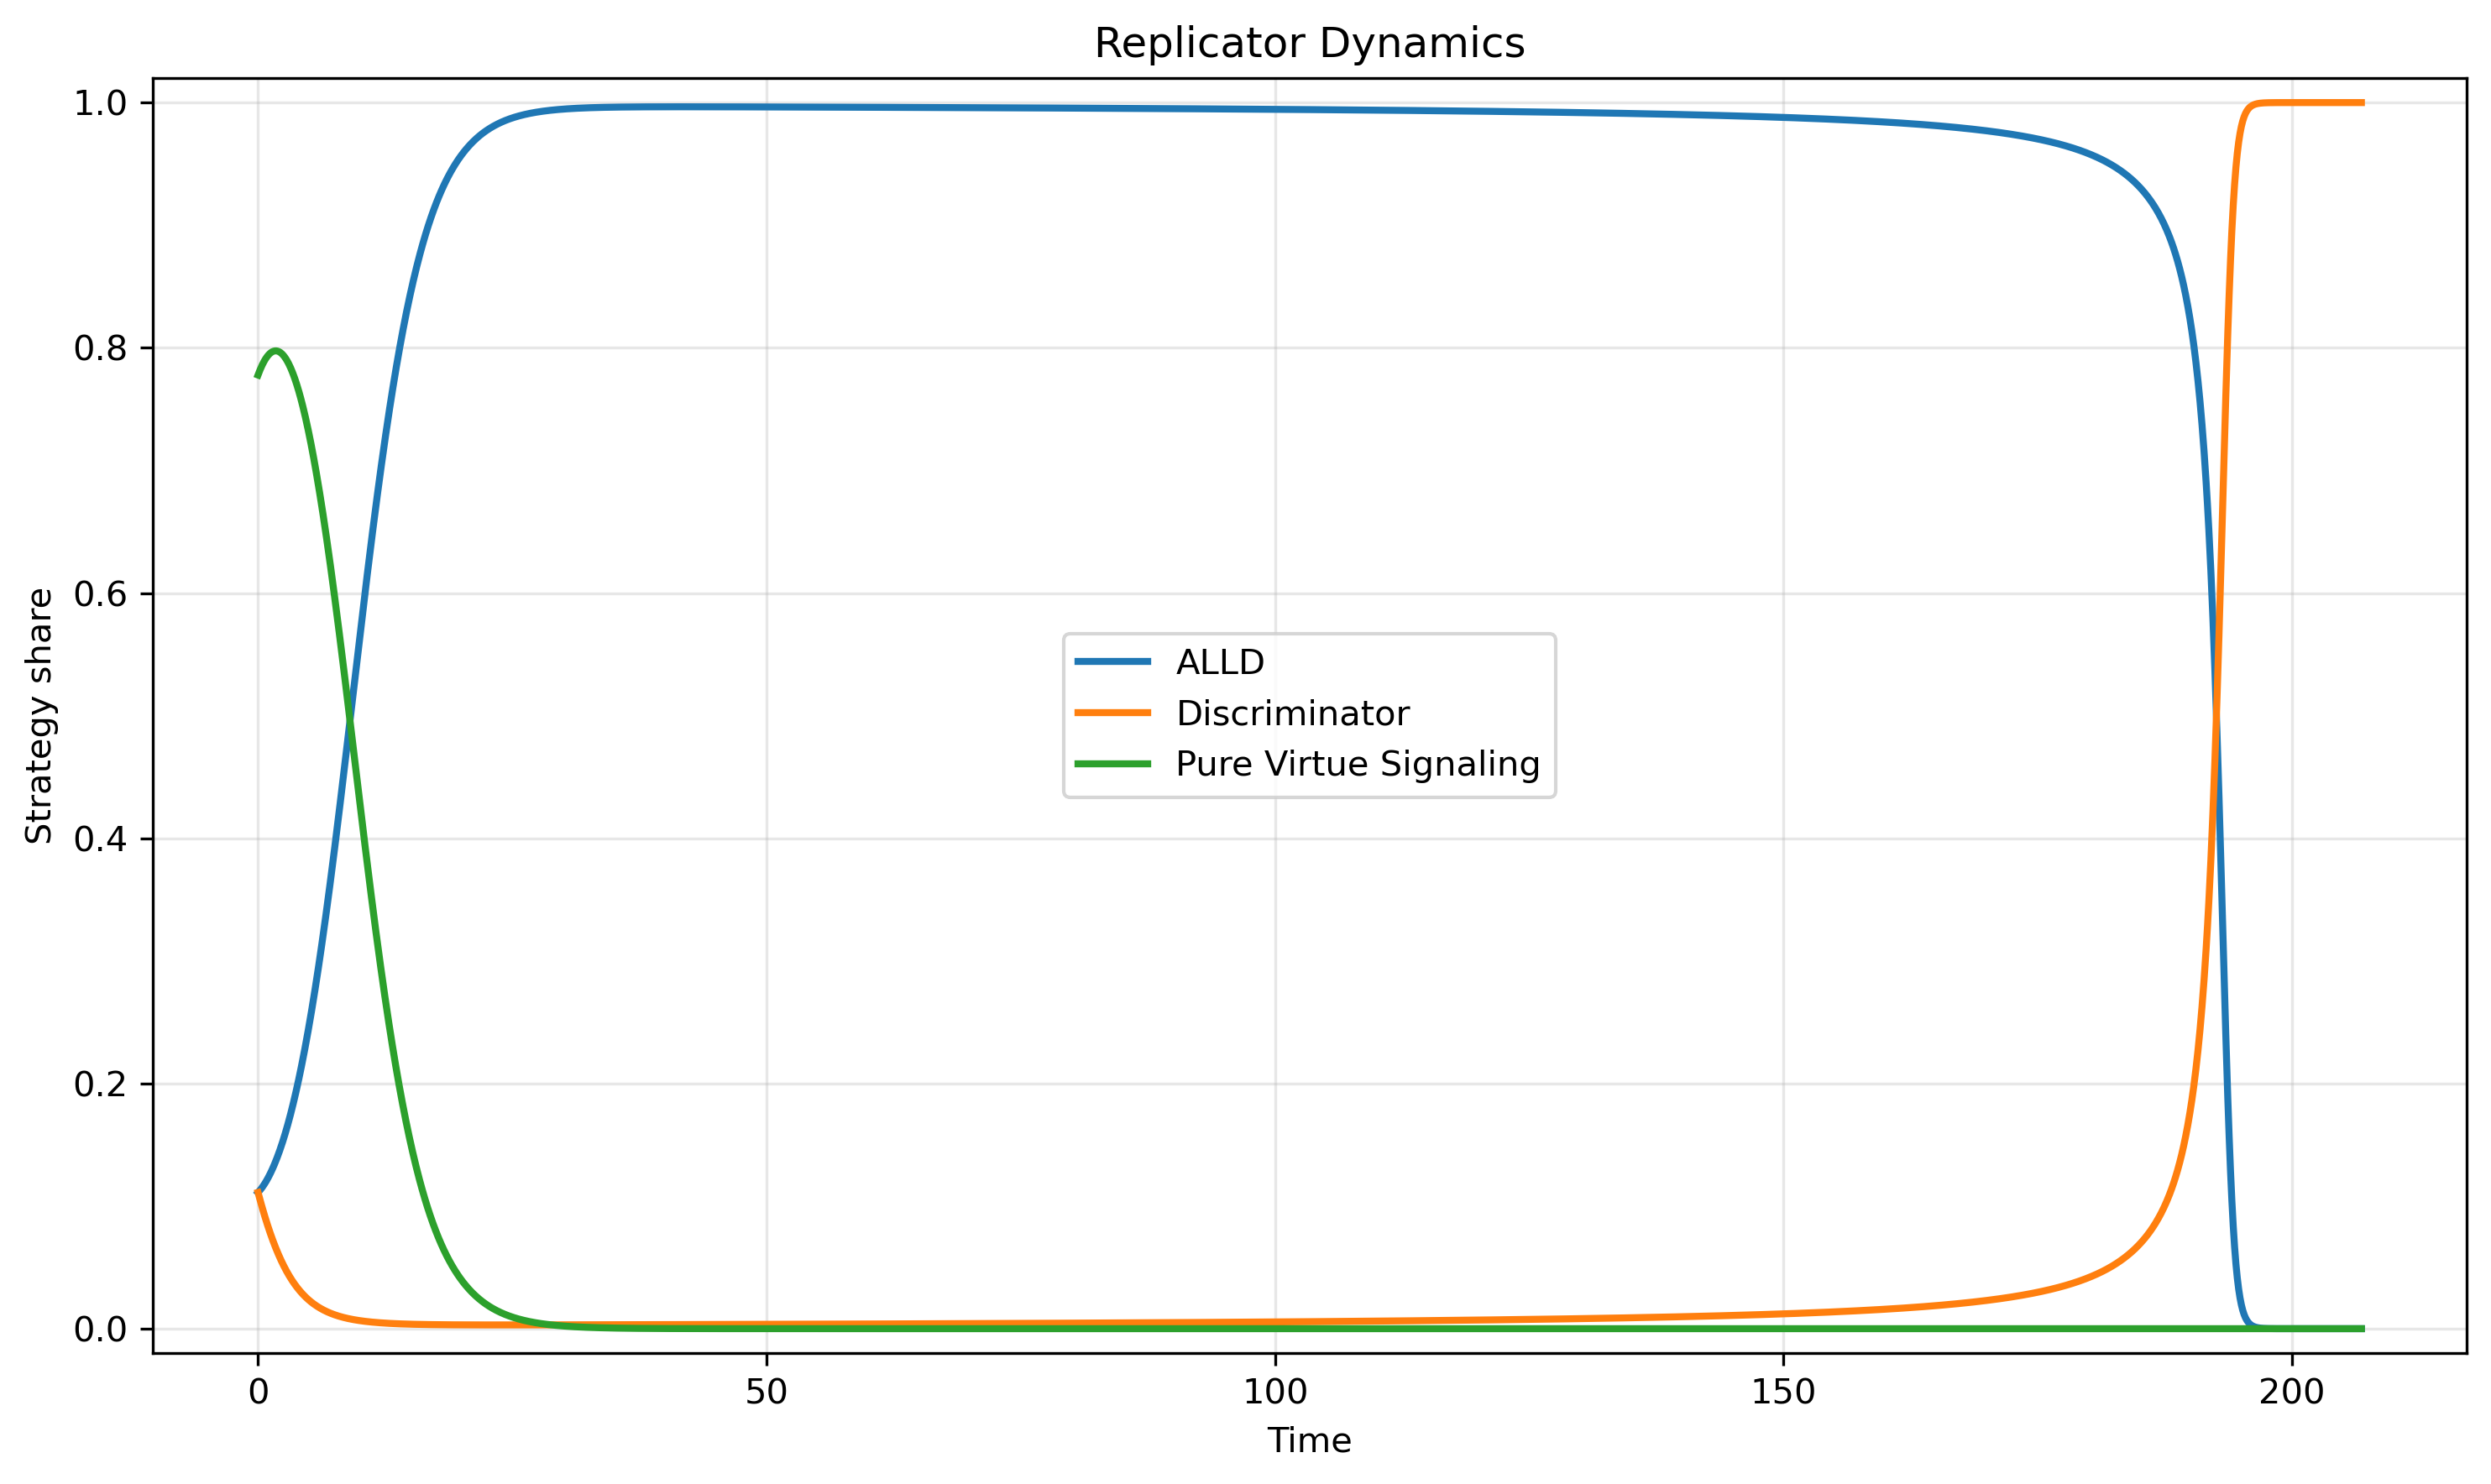 Replicator Dynamics
Strategy share
1.0
0.8
0.6
0.4
0.2
0.0
ALLD
Discriminator
Pure Virtue Signaling
0 50 100 150 200
Time